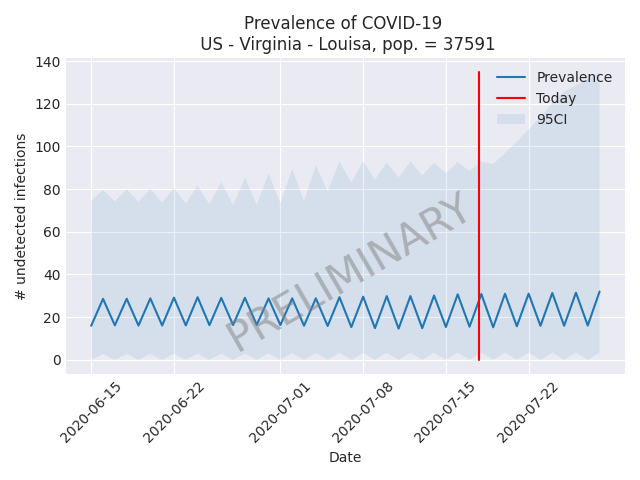 Prevalence of COVID-19
US - Virginia - Louisa, pop. = 37591
140
120
100
80
60
40
20
0
# undetected infections
Prevalence
Today
95CI
PRELIMINARY
2020-06-15
2020-06-22
2020-07-01
2020-07-08
2020-07-15
2020-07-22
Date